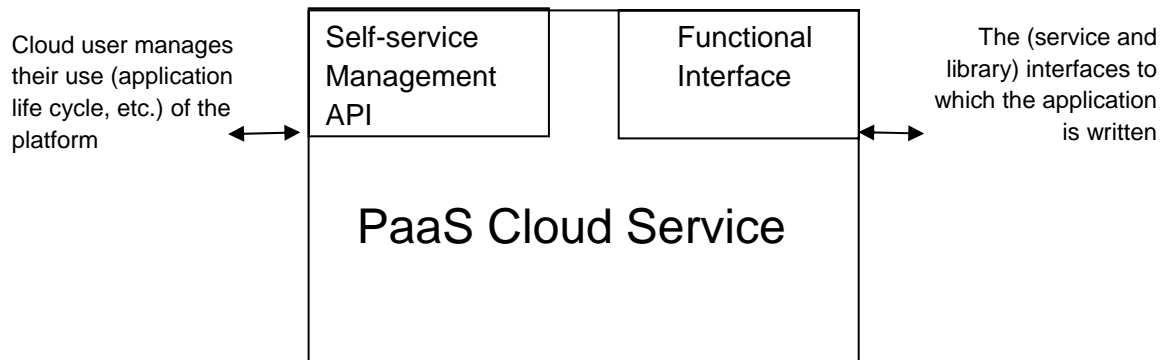 Cloud user manages
their use (application
life cycle, etc.) of the
platform
Self-service
Management
API
Functional
Interface
The (service and
library) interfaces to
which the application
is written
PaaS Cloud Service